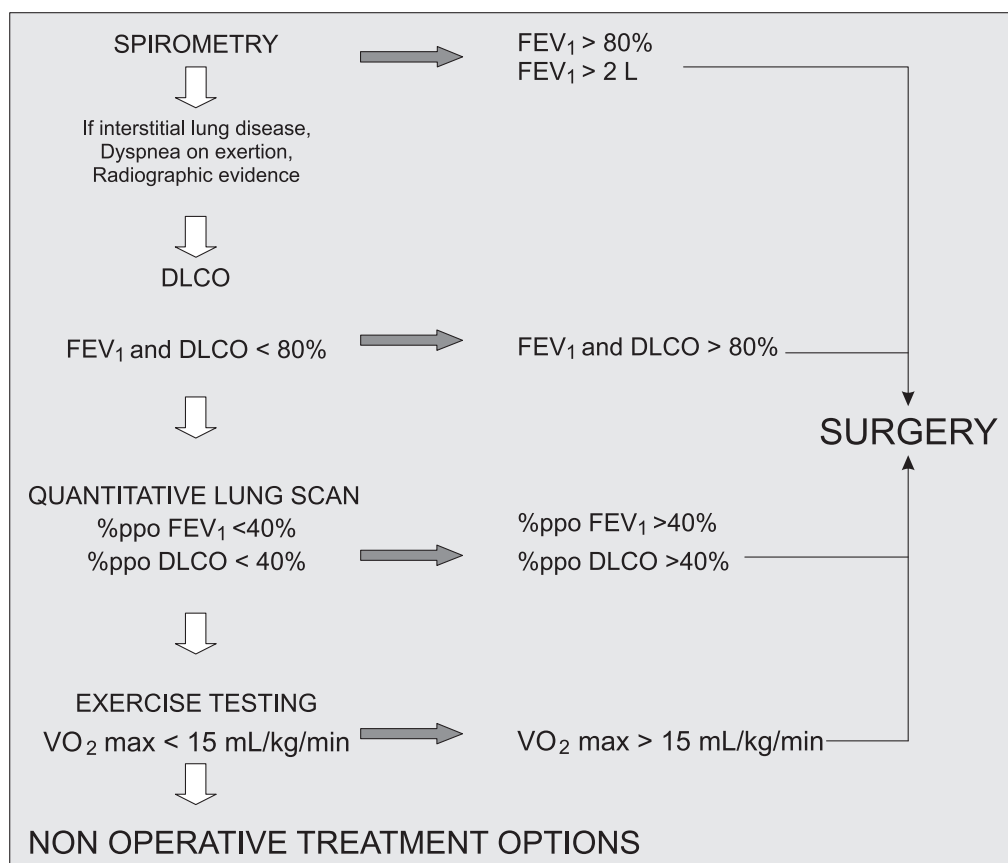 SPIROMETRY
FEV₁ > 80%
FEV₁ > 2 L
If interstitial lung disease,
Dyspnea on exertion,
Radiographic evidence
DLCO
FEV₁ and DLCO < 80%
FEV₁ and DLCO > 80%
SURGERY
QUANTITATIVE LUNG SCAN
%ppo FEV₁ <40%
%ppo DLCO < 40%
%ppo FEV₁ >40%
%ppo DLCO >40%
EXERCISE TESTING
VO₂ max < 15 mL/kg/min
VO₂ max > 15 mL/kg/min
NON OPERATIVE TREATMENT OPTIONS